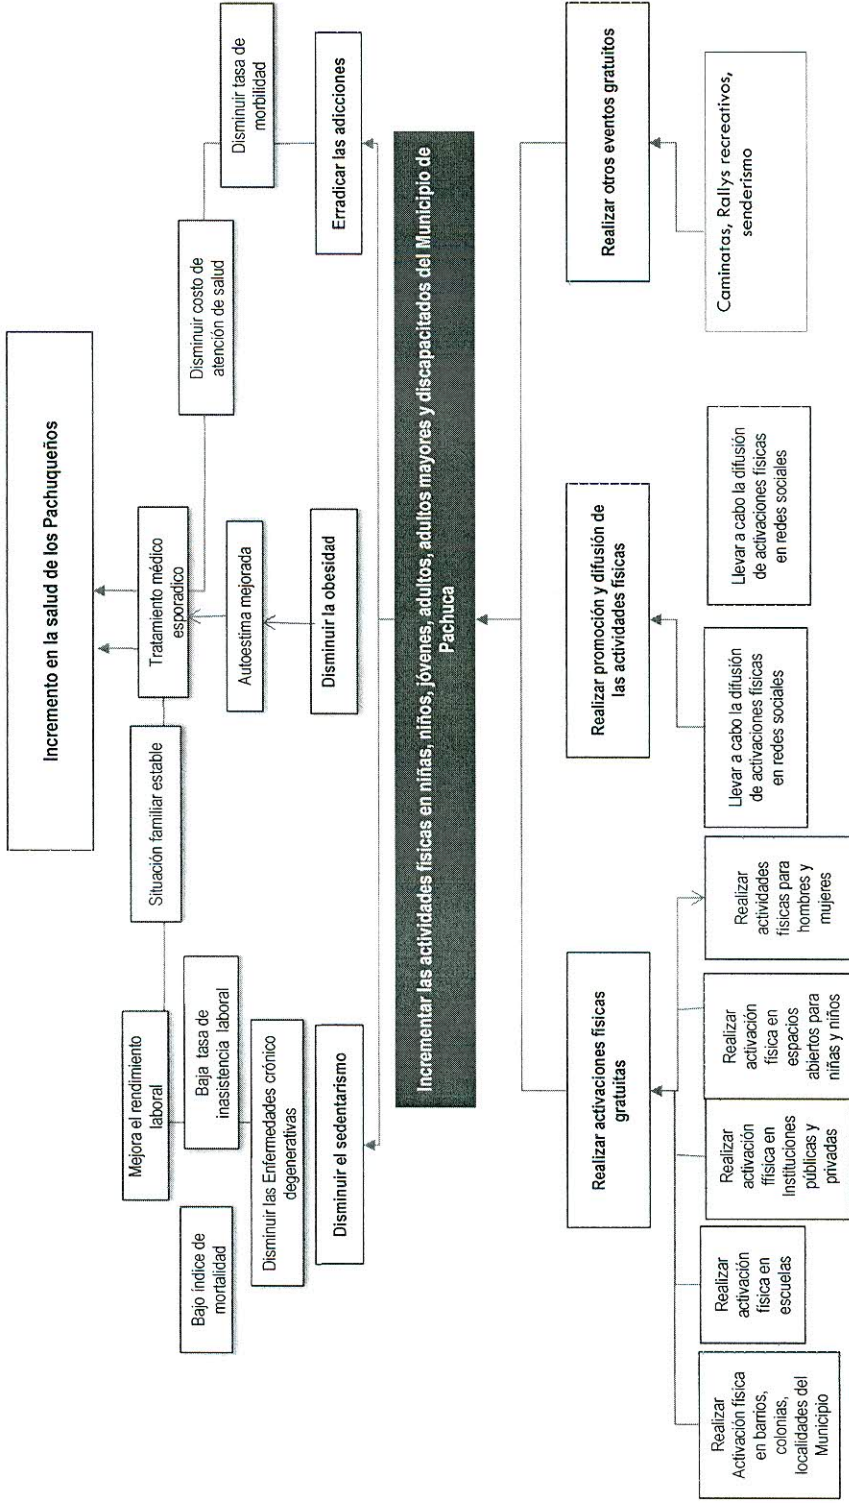 Incremento en la salud de los Pachuqueños
Mejora el rendimiento
laboral
Situación familiar estable
Tratamiento médico
esporadico
Disminuir costo de
atención de salud
Disminuir tasa de
morbilidad
Bajo índice de
mortalidad
Baja tasa de
inasistencia laboral
Autoestima mejorada
Disminuir las Enfermedades crónico
degenerativas
Disminuir el sedentarismo
Disminuir la obesidad
Erradicar las adicciones
Incrementar las actividades físicas en niñas, niños, jóvenes, adultos, adultos mayores y discapacitados del Municipio de
Pachuca
Realizar activaciones físicas
gratuitas
Realizar promoción y difusión de
las actividades físicas
Realizar otros eventos gratuitos
Realizar
Activación física
en barrios,
colonias,
localidades del
Municipio
Realizar
activación
física en
escuelas
Realizar
activación
ffísica en
Instituciones
públicas y
privadas
Realizar
activación
física en
espacios
abiertos para
niñas y niños
Realizar
actividades
físicas para
hombres y
mujeres
Llevar a cabo la difusión
de activaciones físicas
en redes sociales
Llevar a cabo la difusión
de activaciones físicas
en redes sociales
Caminatas, Rallys recreativos,
senderismo